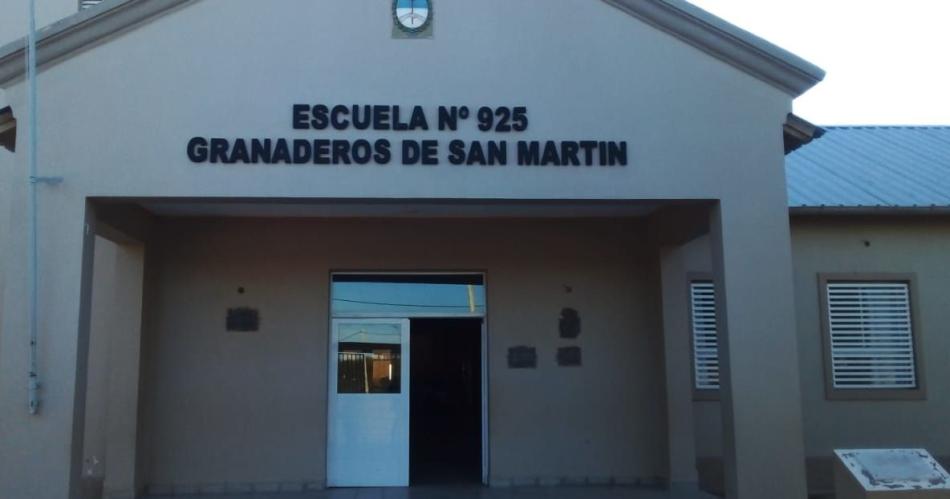 ESCUELA Nº 925
GRANADEROS DE SAN MARTIN